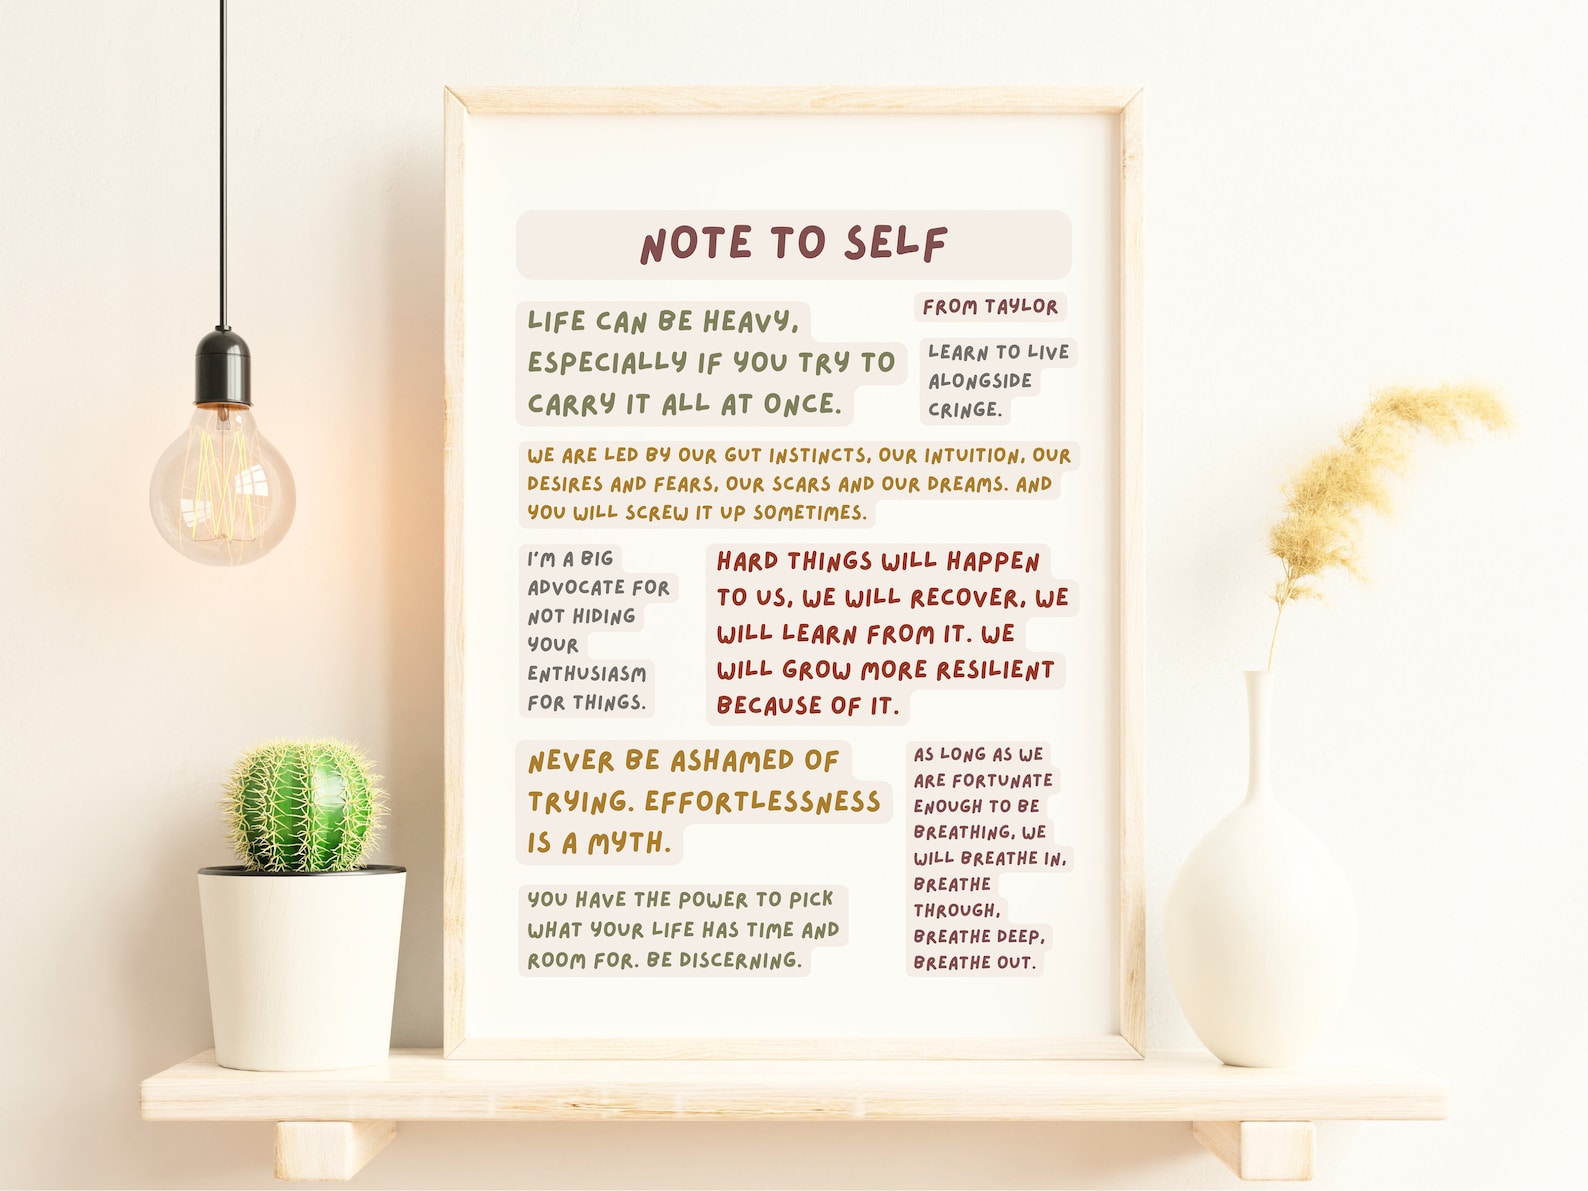 NOTE TO SELF
FROM TAYLOR
LIFE CAN BE HEAVY,
ESPECIALLY IF YOU TRY TO
CARRY IT ALL AT ONCE.
LEARN TO LIVE
ALONGSIDE
CRINGE.
WE ARE LED BY OUR GUT INSTINCTS, OUR INTUITION, OUR
DESIRES AND FEARS, OUR SCARS AND OUR DREAMS. AND
YOU WILL SCREW IT UP SOMETIMES.
I'M A BIG
ADVOCATE FOR
NOT HIDING
YOUR
ENTHUSIASM
FOR THINGS.
HARD THINGS WILL HAPPEN
TO US, WE WILL RECOVER, WE
WILL LEARN FROM IT. WE
WILL GROW MORE RESILIENT
BECAUSE OF IT.
NEVER BE ASHAMED OF
TRYING. EFFORTLESSNESS
IS A MYTH.
YOU HAVE THE POWER TO PICK
WHAT YOUR LIFE HAS TIME AND
ROOM FOR. BE DISCERNING.
AS LONG AS WE
ARE FORTUNATE
ENOUGH TO BE
BREATHING, WE
WILL BREATHE IN,
BREATHE
THROUGH,
BREATHE DEEP,
BREATHE OUT.